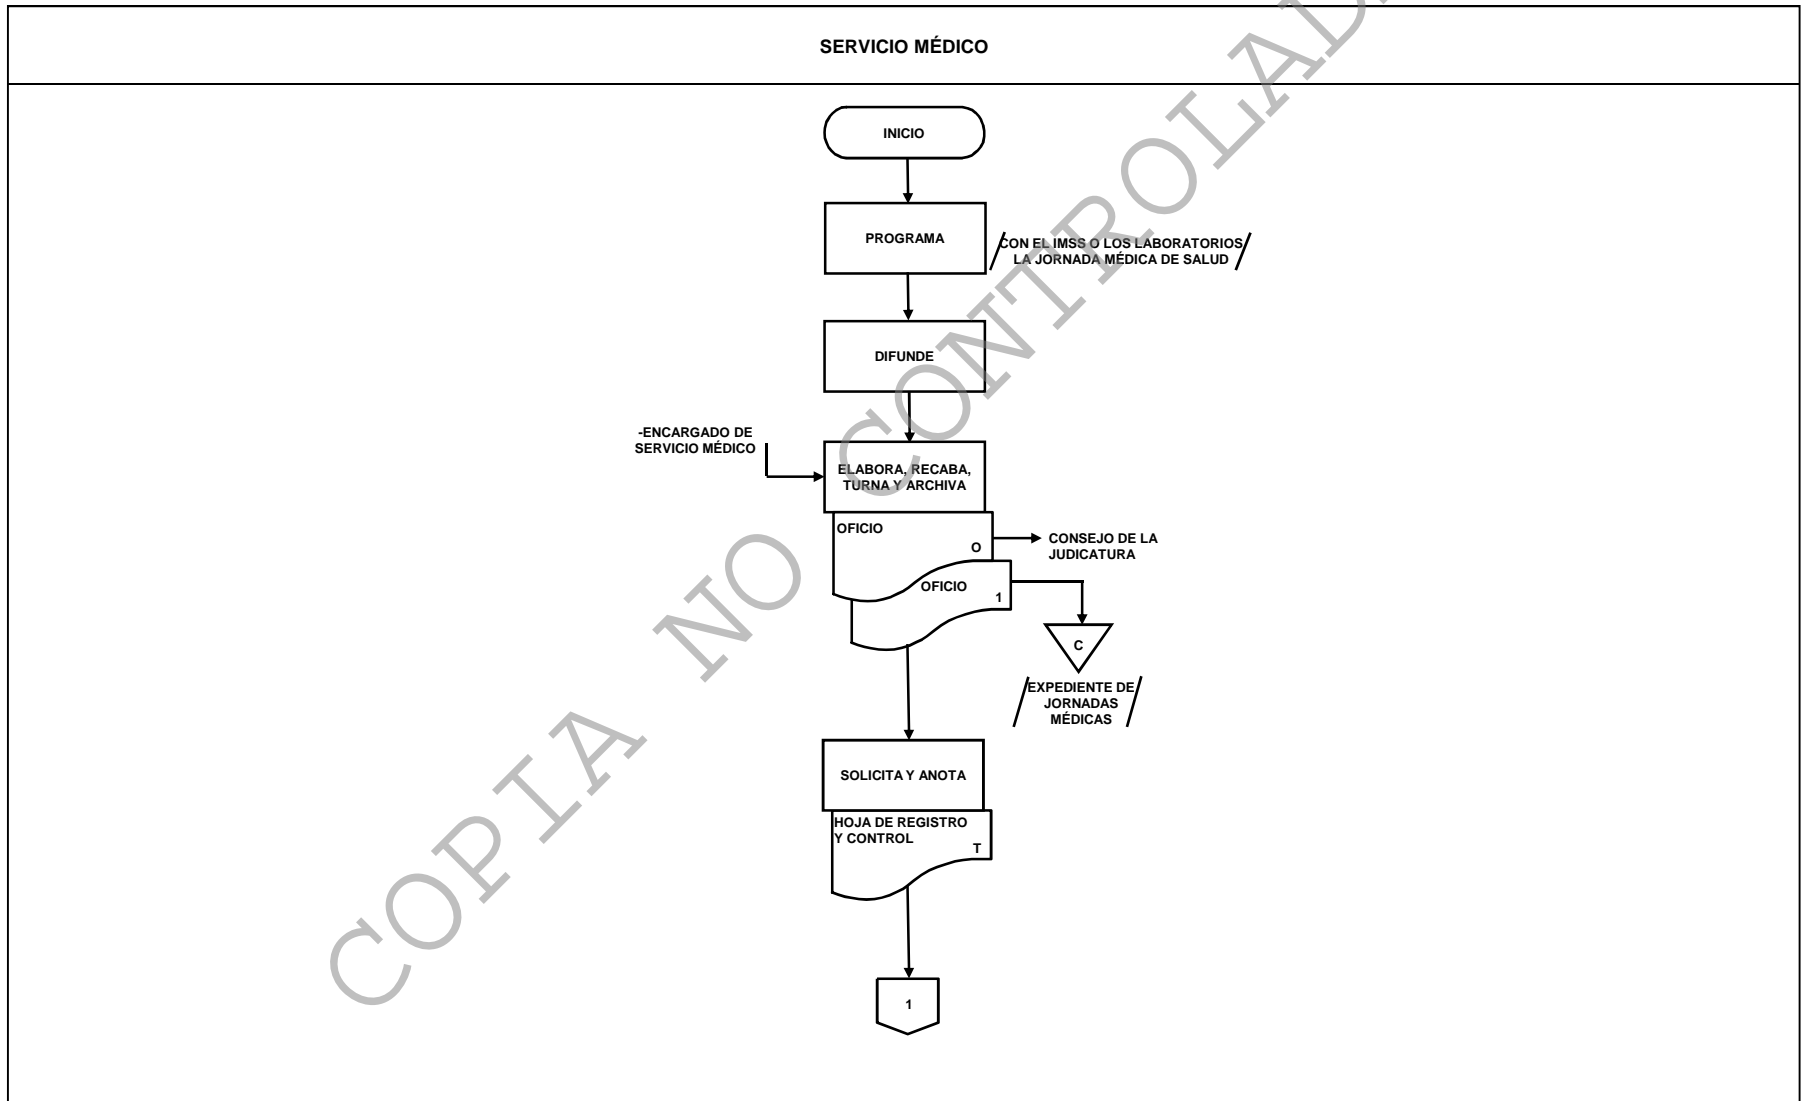 SERVICIO MÉDICO
INICIO
PROGRAMA
CON EL IMSS O LOS LABORATORIOS
LA JORNADA MÉDICA DE SALUD
DIFUNDE
-ENCARGADO DE
SERVICIO MÉDICO
ELABORA, RECABA,
TURNA Y ARCHIVA
OFICIO
O
CONSEJO DE LA
JUDICATURA
OFICIO
1
C
EXPEDIENTE DE
JORNADAS
MÉDICAS
SOLICITA Y ANOTA
HOJA DE REGISTRO
Y CONTROL
T
1
COPIA NO CONTROLAD